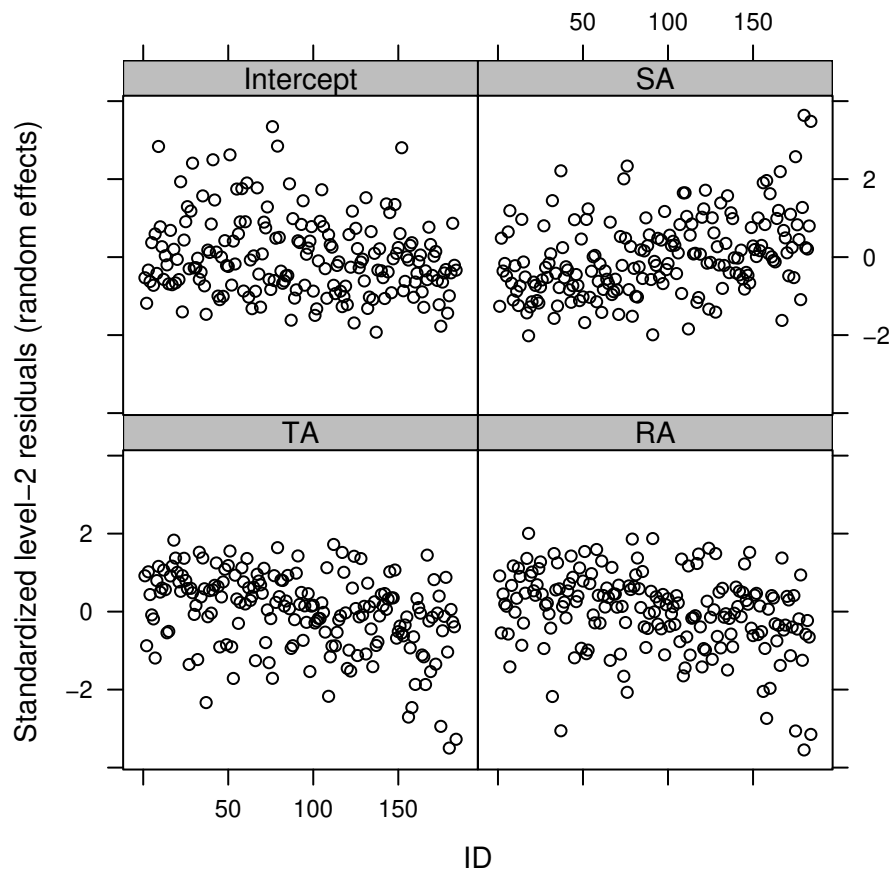 50 100 150
Intercept SA
2
0
−2
TA RA
2
0
−2
50 100 150
ID
Standardized level−2 residuals (random effects)